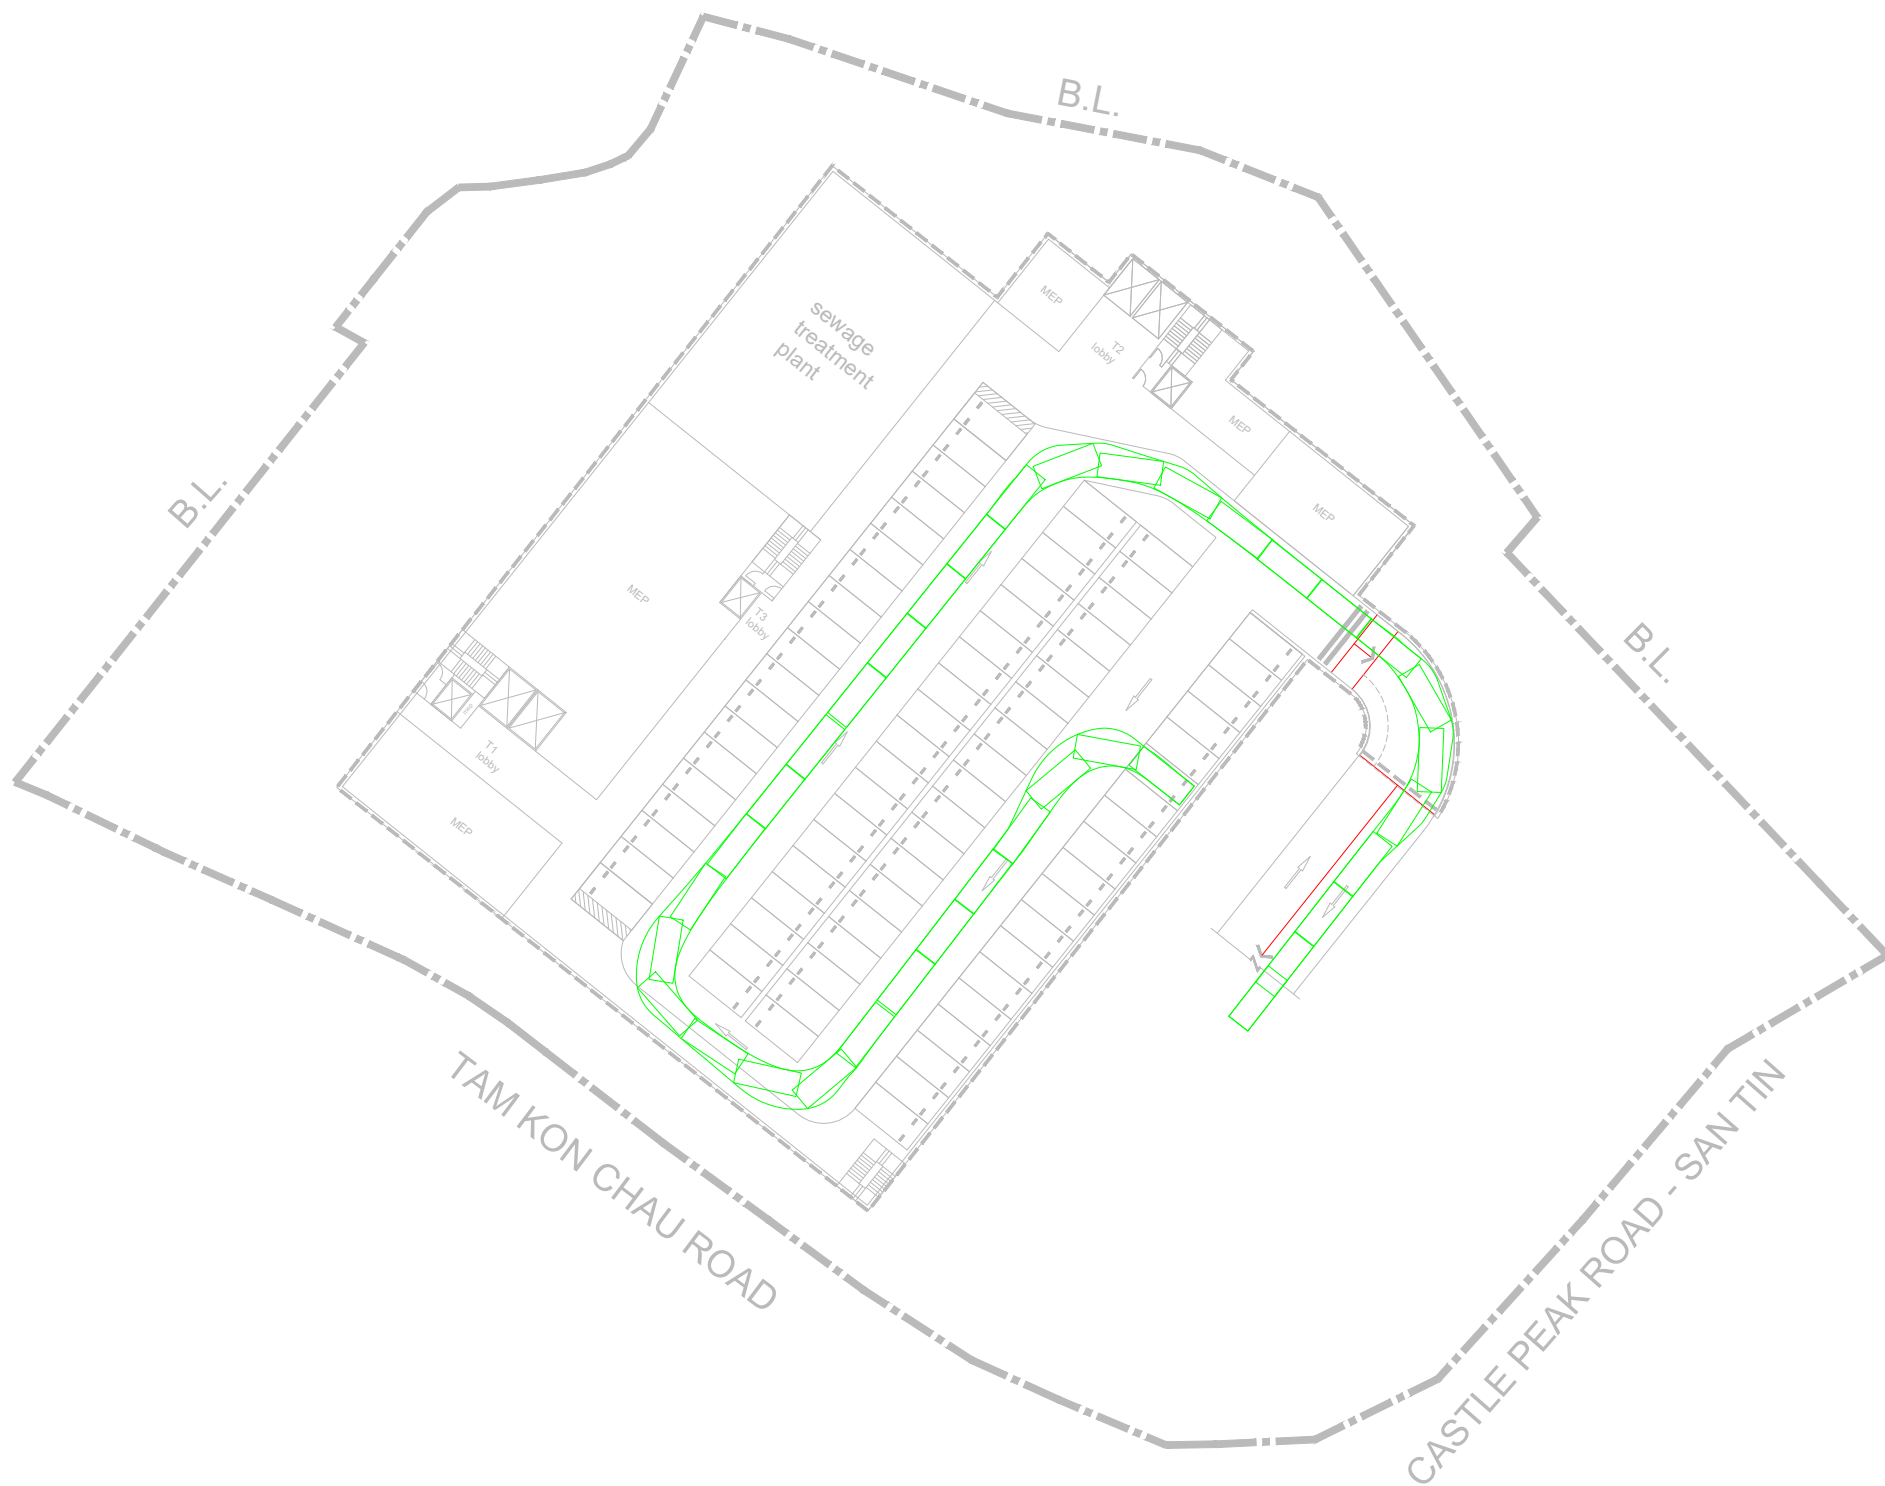 B.L.
MEP
sewage
treatment
plant
T2
lobby
MEP
B.L.
MEP
MEP
T3
lobby
B.L.
T1
lobby
MEP
TAM KON CHAU ROAD
CASTLE PEAK ROAD - SAN TIN